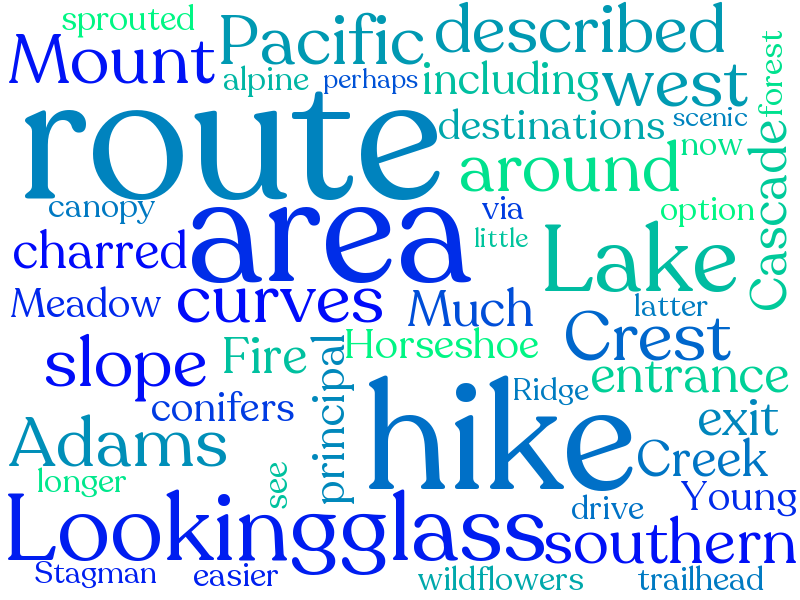 sprouted
Pacific
described
Mount
alpine
perhaps
including
west
forest
route
destinations
scenic
now
Cascade
around
canopy
area
via
option
little
charred
Lake
Meadow
curves
Much
latter
Crest
slope
Fire
principal
Horseshoe
entrance
conifers
hike
Ridge
exit
Adams
Creek
longer
see
Young
Lookingglass
drive
southern
Stagman
easier
wildflowers
trailhead